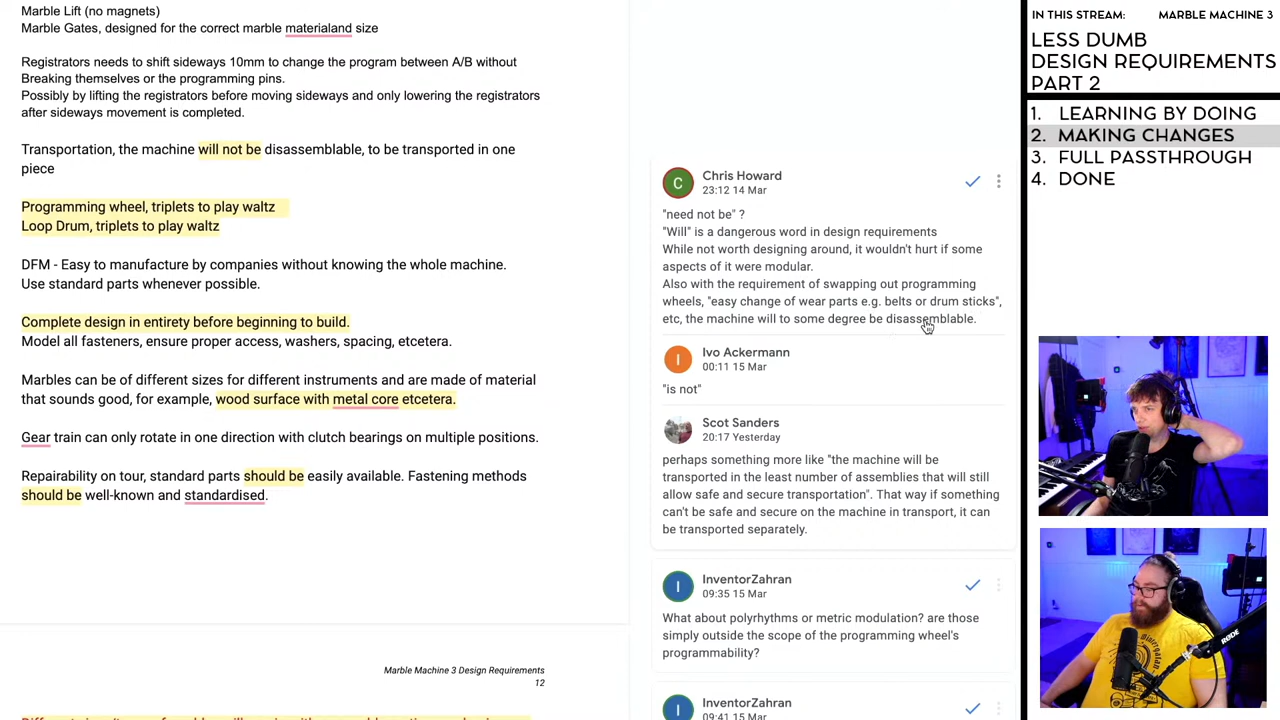 Marble Lift (no magnets)
Marble Gates, designed for the correct marble materialand size
Registrators needs to shift sideways 10mm to change the program between A/B without
Breaking themselves or the programming pins.
Possibly by lifting the registrators before moving sideways and only lowering the registrators
after sideways movement is completed.
Transportation, the machine will not be disassemblable, to be transported in one
piece
Programming wheel, triplets to play waltz
Loop Drum, triplets to play waltz
DFM - Easy to manufacture by companies without knowing the whole machine.
Use standard parts whenever possible.
Complete design in entirety before beginning to build.
Model all fasteners, ensure proper access, washers, spacing, etcetera.
Marbles can be of different sizes for different instruments and are made of material
that sounds good, for example, wood surface with metal core etcetera.
Gear train can only rotate in one direction with clutch bearings on multiple positions.
Repairability on tour, standard parts should be easily available. Fastening methods
should be well-known and standardised.
Marble Machine 3 Design Requirements
12
C
Chris Howard
23:12 14 Mar
"need not be" ?
"Will" is a dangerous word in design requirements
While not worth designing around, it wouldn't hurt if some
aspects of it were modular.
Also with the requirement of swapping out programming
wheels, "easy change of wear parts e.g. belts or drum sticks",
etc, the machine will to some degree be disassemblable.
I
Ivo Ackermann
00:11 15 Mar
"is not"
Scot Sanders
20:17 Yesterday
perhaps something more like "the machine will be
transported in the least number of assemblies that will still
allow safe and secure transportation". That way if something
can't be safe and secure on the machine in transport, it can
be transported separately.
I
InventorZahran
09:35 15 Mar
What about polyrhythms or metric modulation? are those
simply outside the scope of the programming wheel's
programmability?
I
InventorZahran
09:41 15 Mar
IN THIS STREAM: MARBLE MACHINE 3
LESS DUMB
DESIGN REQUIREMENTS
PART 2
1. LEARNING BY DOING
2. MAKING CHANGES
3. FULL PASSTHROUGH
4. DONE
RØDE